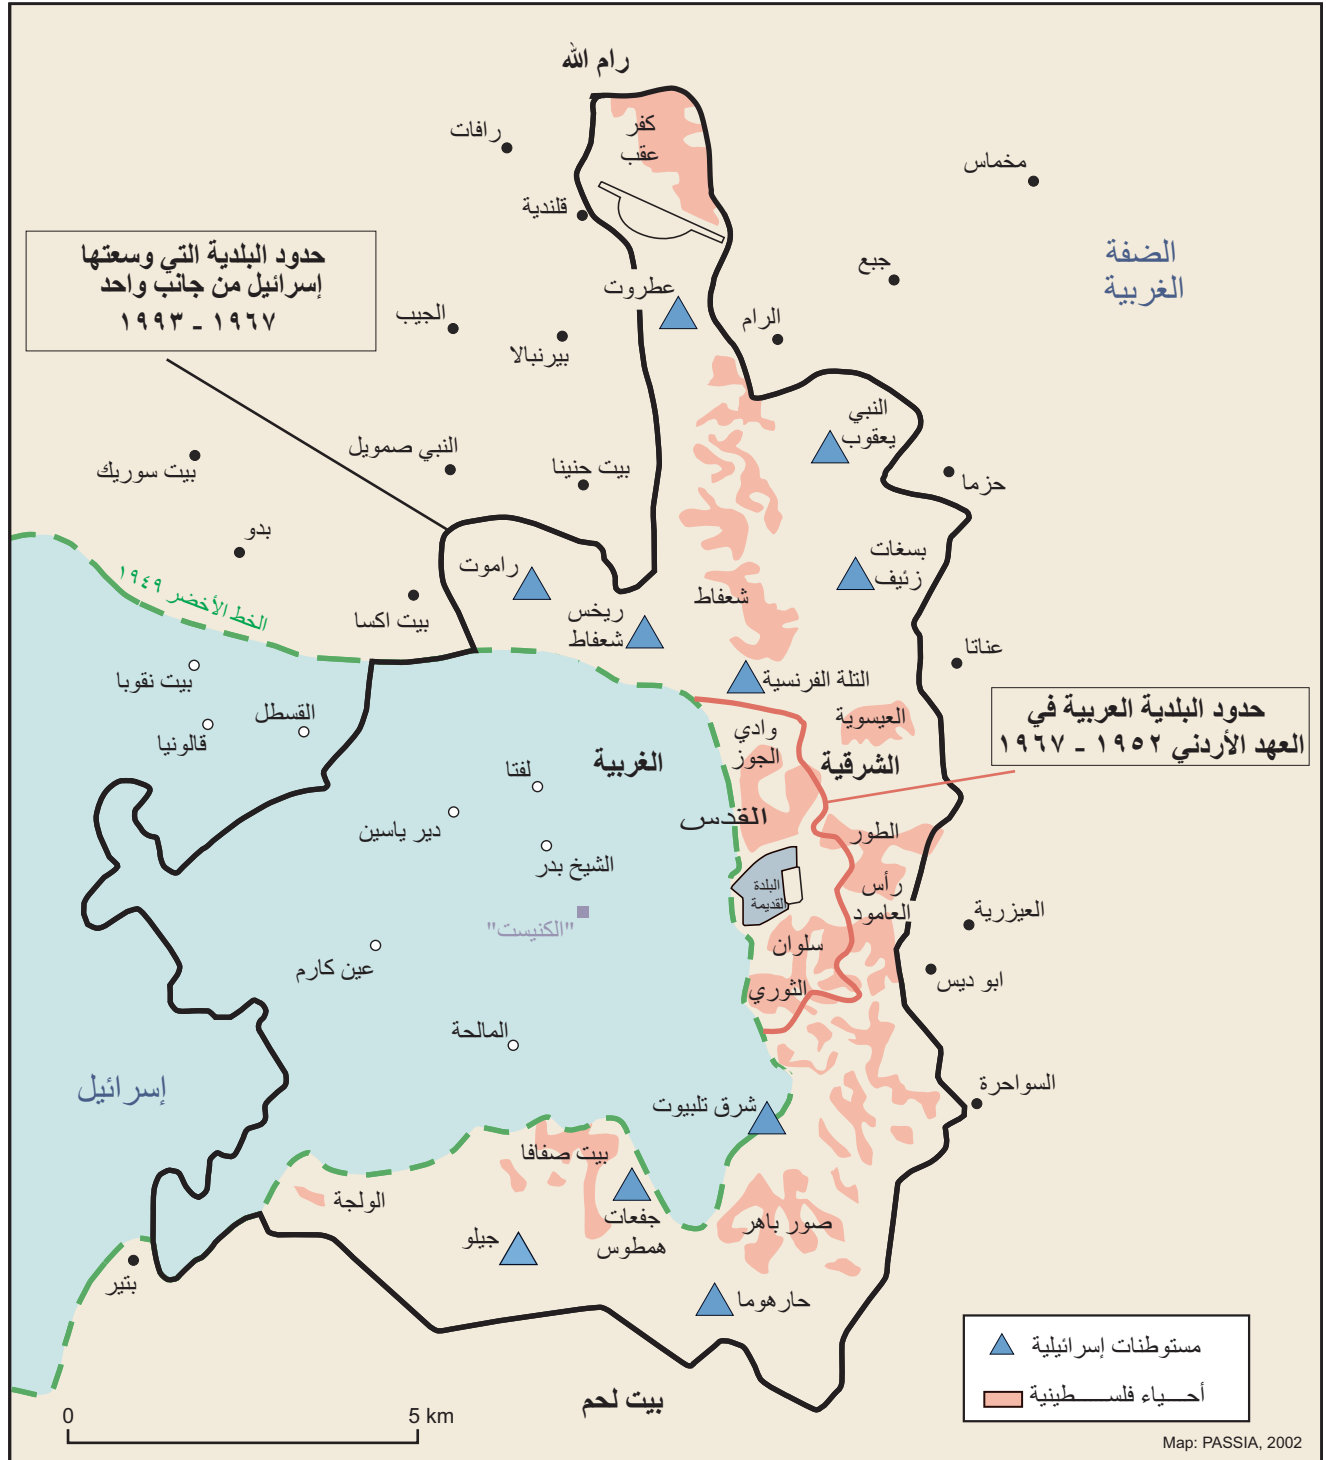 رام الله
كفر
عقب
رافات
مخماس
قلندية
حدود البلدية التي وسعتها
إسرائيل من جانب واحد
١٩٦٧ - ١٩٩٣
الضفة
الغربية
جبع
عطروت
الجيب
الرام
بيرنبالا
النبي
يعقوب
النبي صمويل
بيت حنينا
بيت سوريك
حزما
بدو
بسغات
زئيف
راموت
الخط الأخضر ١٩٤٩
شعفاط
ريخس
شعفاط
بيت اكسا
عناتا
التلة الفرنسية
بيت نقوبا
القسطل
قالونيا
العيسوية
حدود البلدية العربية في
العهد الأردني ١٩٥٢ - ١٩٦٧
وادي
الجوز
الغربية
الشرقية
لفتا
القدس
دير ياسين
الطور
الشيخ بدر
البلدة
القديمة
رأس
العامود
العيزرية
"الكنيست"
سلوان
عين كارم
ابو ديس
الثوري
المالحة
إسرائيل
السواحرة
شرق تلبيوت
بيت صفافا
الولجة
جفعات
همطوس
صور باهر
جيلو
بتير
حارهوما
مستوطنات إسرائيلية
أحـــياء فلســـــطينية
بيت لحم
0 5 km
Map: PASSIA, 2002